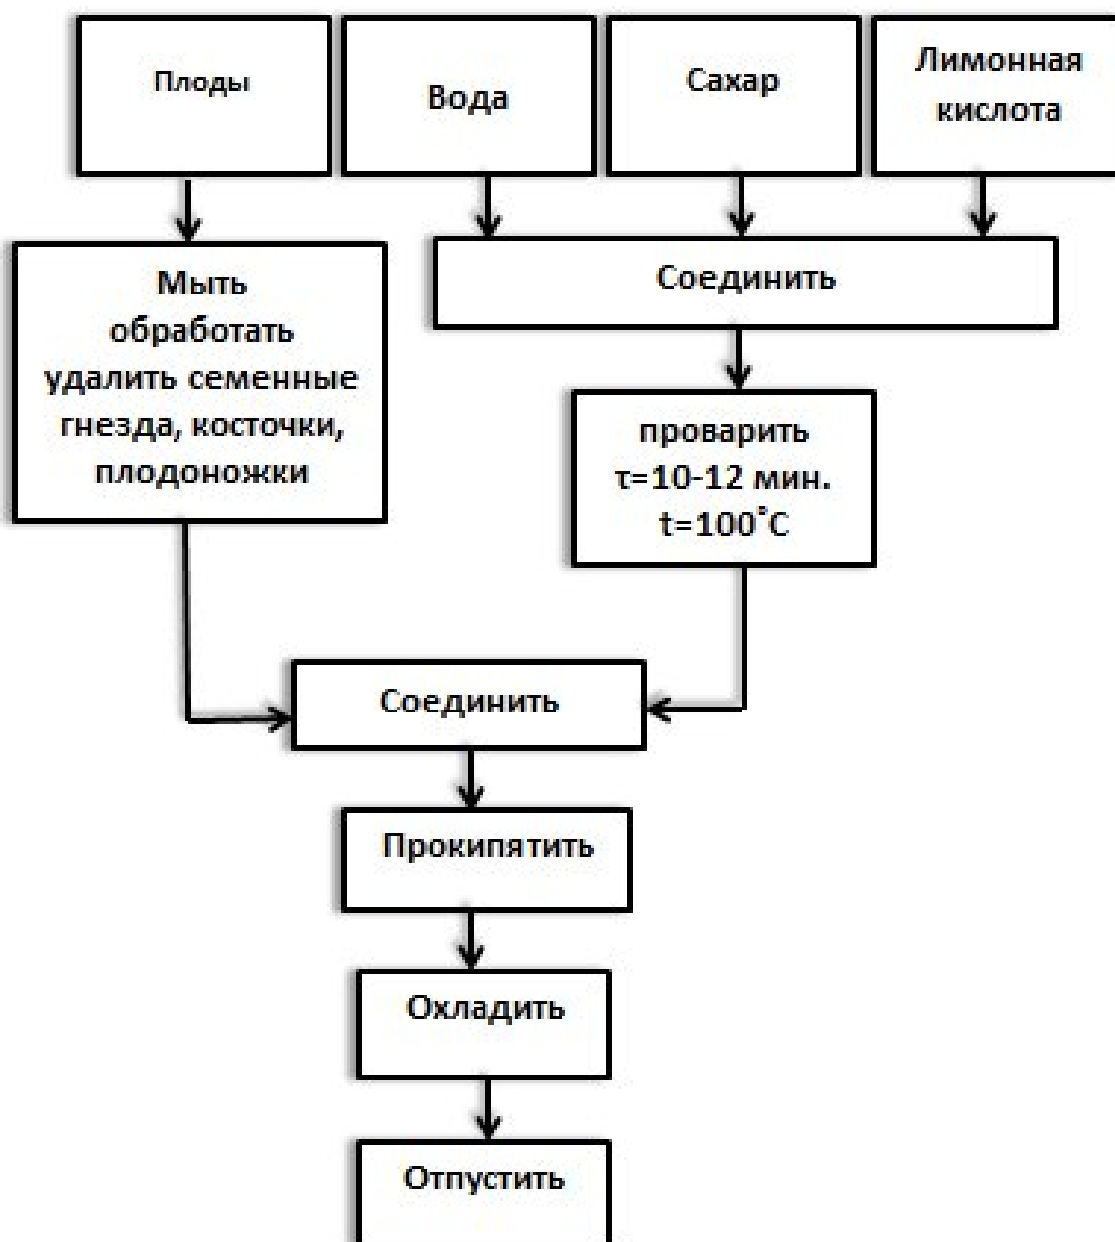 Плоды
Вода
Сахар
Лимонная
кислота
Мыть
обработать
удалить семенные
гнезда, косточки,
плодоножки
Соединить
проварить
τ=10-12 мин.
t=100˚C
Соединить
Прокипятить
Охладить
Отпустить